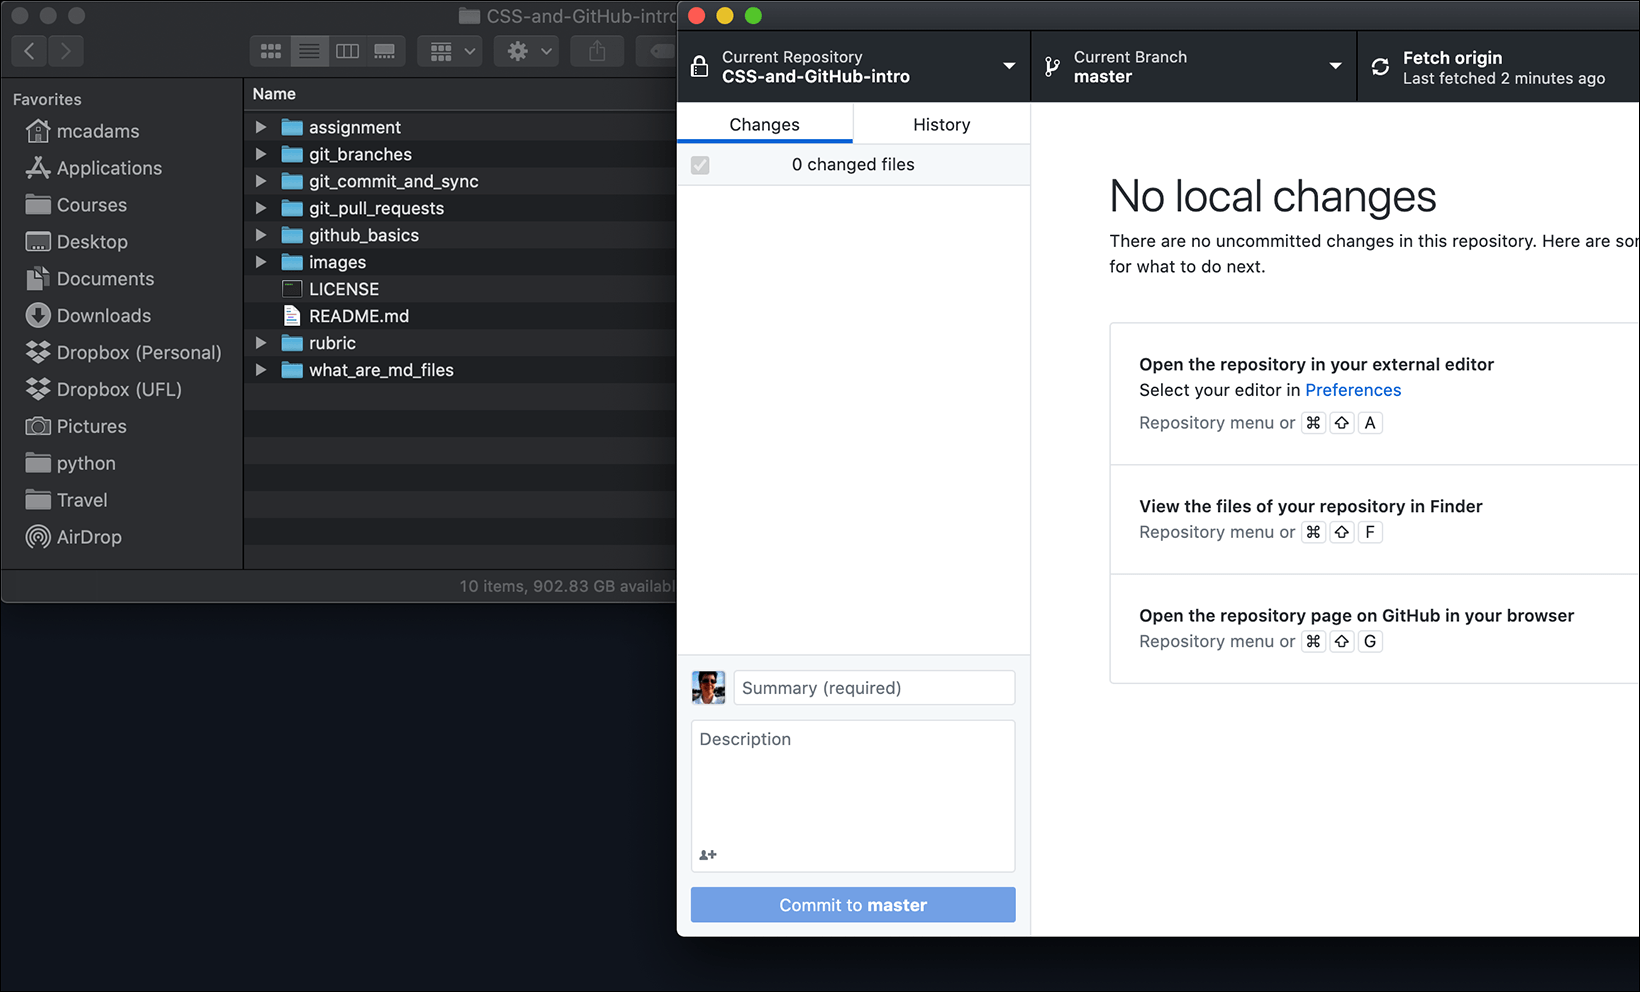 CSS-and-GitHub-intro
Favorites
mcadams
Applications
Courses
Desktop
Documents
Downloads
Dropbox (Personal)
Dropbox (UFL)
Pictures
python
Travel
AirDrop
Name
assignment
git_branches
git_commit_and_sync
git_pull_requests
github_basics
images
LICENSE
README.md
rubric
what_are_md_files
10 items, 902.83 GB availabl
Current Repository
CSS-and-GitHub-intro
Current Branch
master
Fetch origin
Last fetched 2 minutes ago
Changes
History
0 changed files
Summary (required)
Description
Commit to master
No local changes
There are no uncommitted changes in this repository. Here are sor
for what to do next.
Open the repository in your external editor
Select your editor in Preferences
Repository menu or ⌘ ⇧ A
View the files of your repository in Finder
Repository menu or ⌘ ⇧ F
Open the repository page on GitHub in your browser
Repository menu or ⌘ ⇧ G